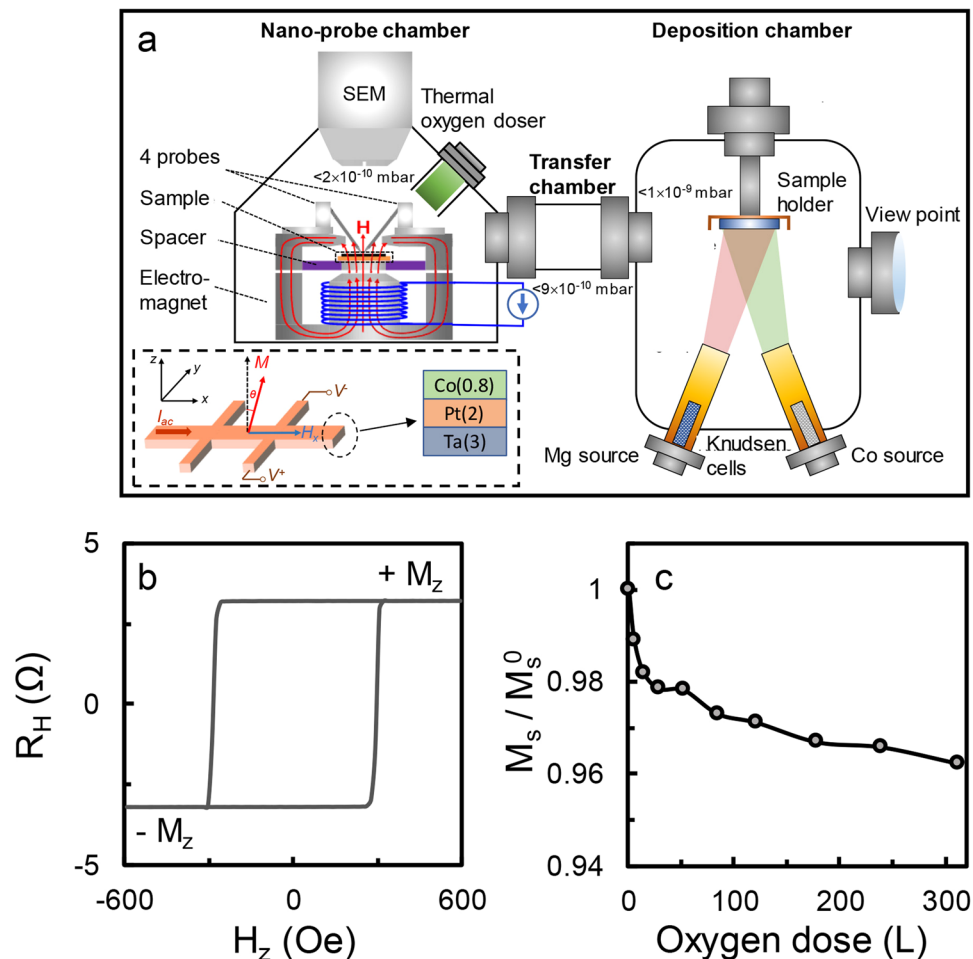 a
Nano-probe chamber
Deposition chamber
SEM
Thermal
oxygen doser
4 probes
<2×10⁻¹⁰ mbar
Transfer
chamber
<1×10⁻⁹ mbar
Sample
holder
Sample
H
View point
Spacer
Electro-
magnet
<9×10⁻¹⁰ mbar
z
y
x
M
θ
V-
I_ac
H_x
V+
Co(0.8)
Pt(2)
Ta(3)
Mg source
Knudsen
cells
Co source
b
5
0
-5
+ M_z
- M_z
R_H (Ω)
-600
0
600
H_z (Oe)
c
1
0.98
0.96
0.94
M_s / M_s^0
0
100
200
300
Oxygen dose (L)